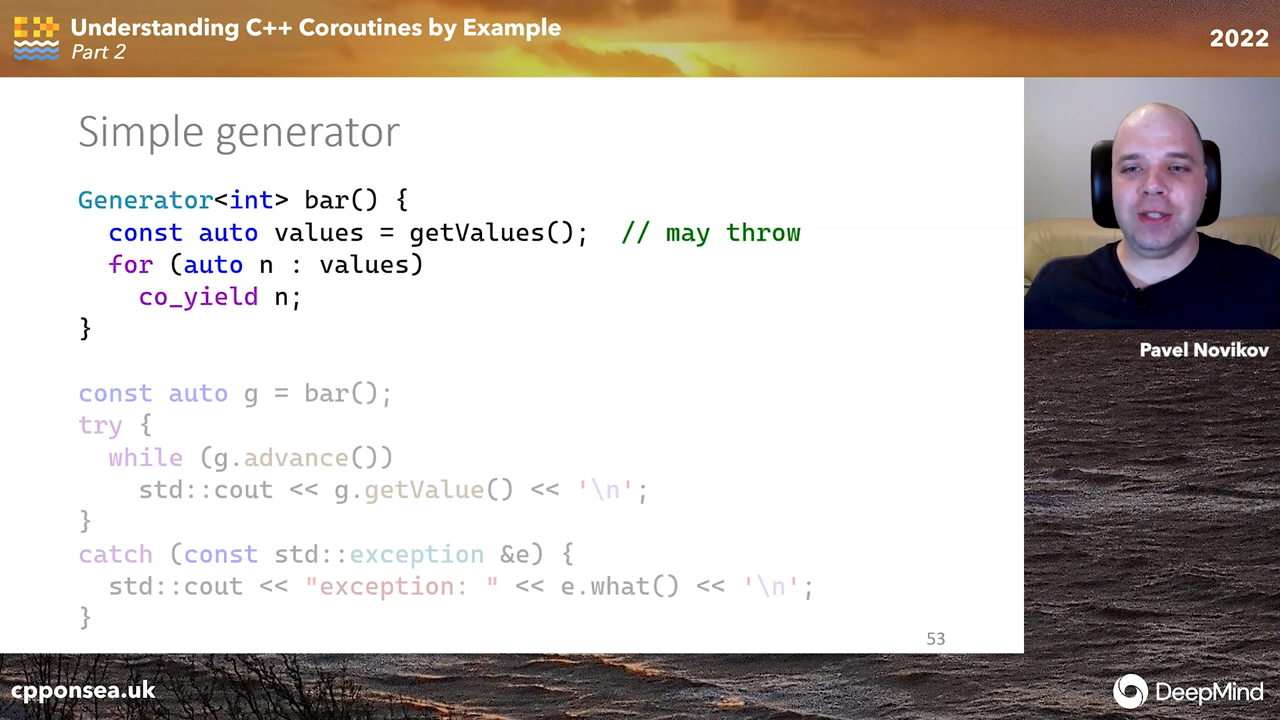 Understanding C++ Coroutines by Example
Part 2
2022
Simple generator
Generator<int> bar() {
  const auto values = getValues();  // may throw
  for (auto n : values)
    co_yield n;
}
const auto g = bar();
try {
  while (g.advance())
    std::cout << g.getValue() << '\n';
}
catch (const std::exception &e) {
  std::cout << "exception: " << e.what() << '\n';
}
53
Pavel Novikov
cpponsea.uk
DeepMind